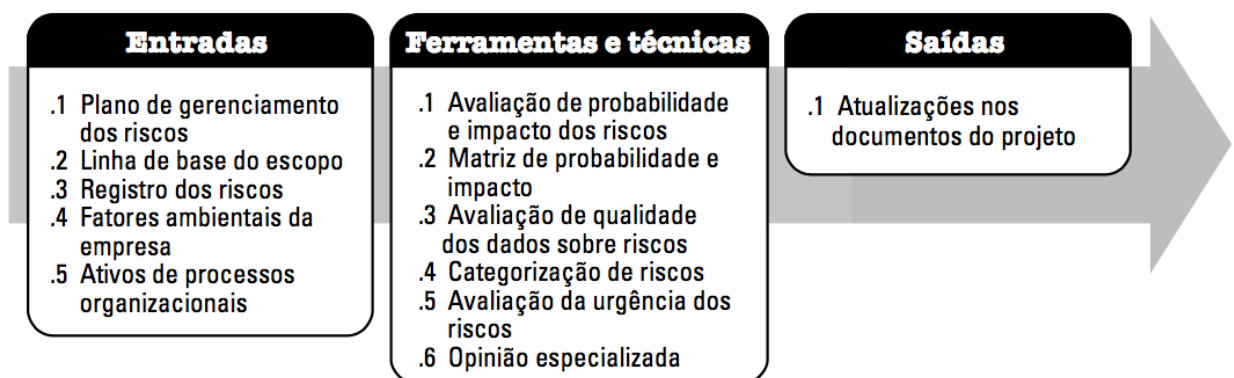 Entradas
.1 Plano de gerenciamento
dos riscos
.2 Linha de base do escopo
.3 Registro dos riscos
.4 Fatores ambientais da
empresa
.5 Ativos de processos
organizacionais
Ferramentas e técnicas
.1 Avaliação de probabilidade
e impacto dos riscos
.2 Matriz de probabilidade e
impacto
.3 Avaliação de qualidade
dos dados sobre riscos
.4 Categorização de riscos
.5 Avaliação da urgência dos
riscos
.6 Opinião especializada
Saídas
.1 Atualizações nos
documentos do projeto